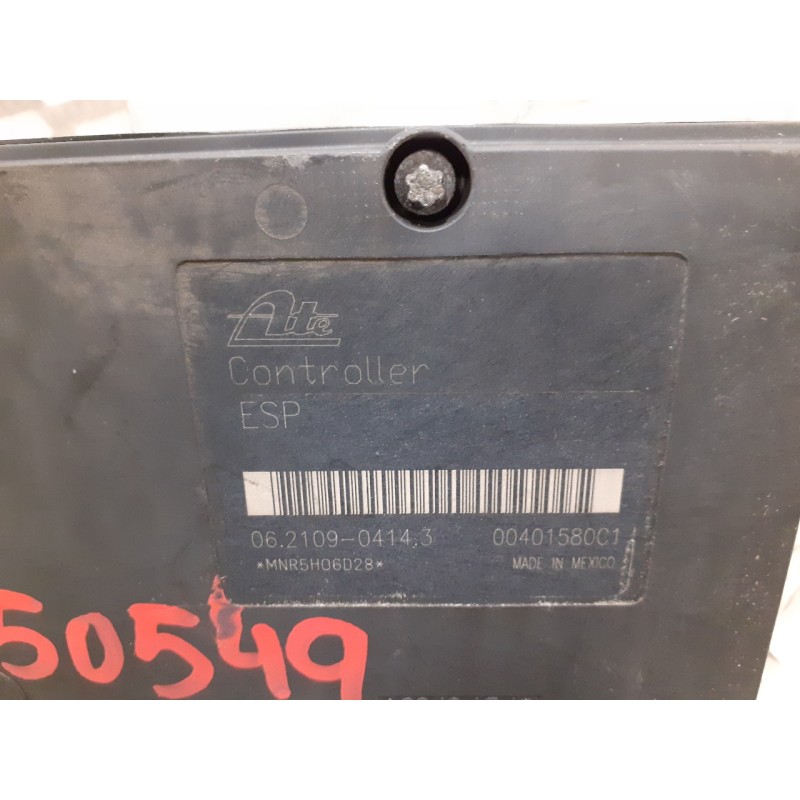 Ate
Controller
ESP
06.2109-0414.3 00401580C1
*MNR5H06D28* MADE IN MEXICO
50549